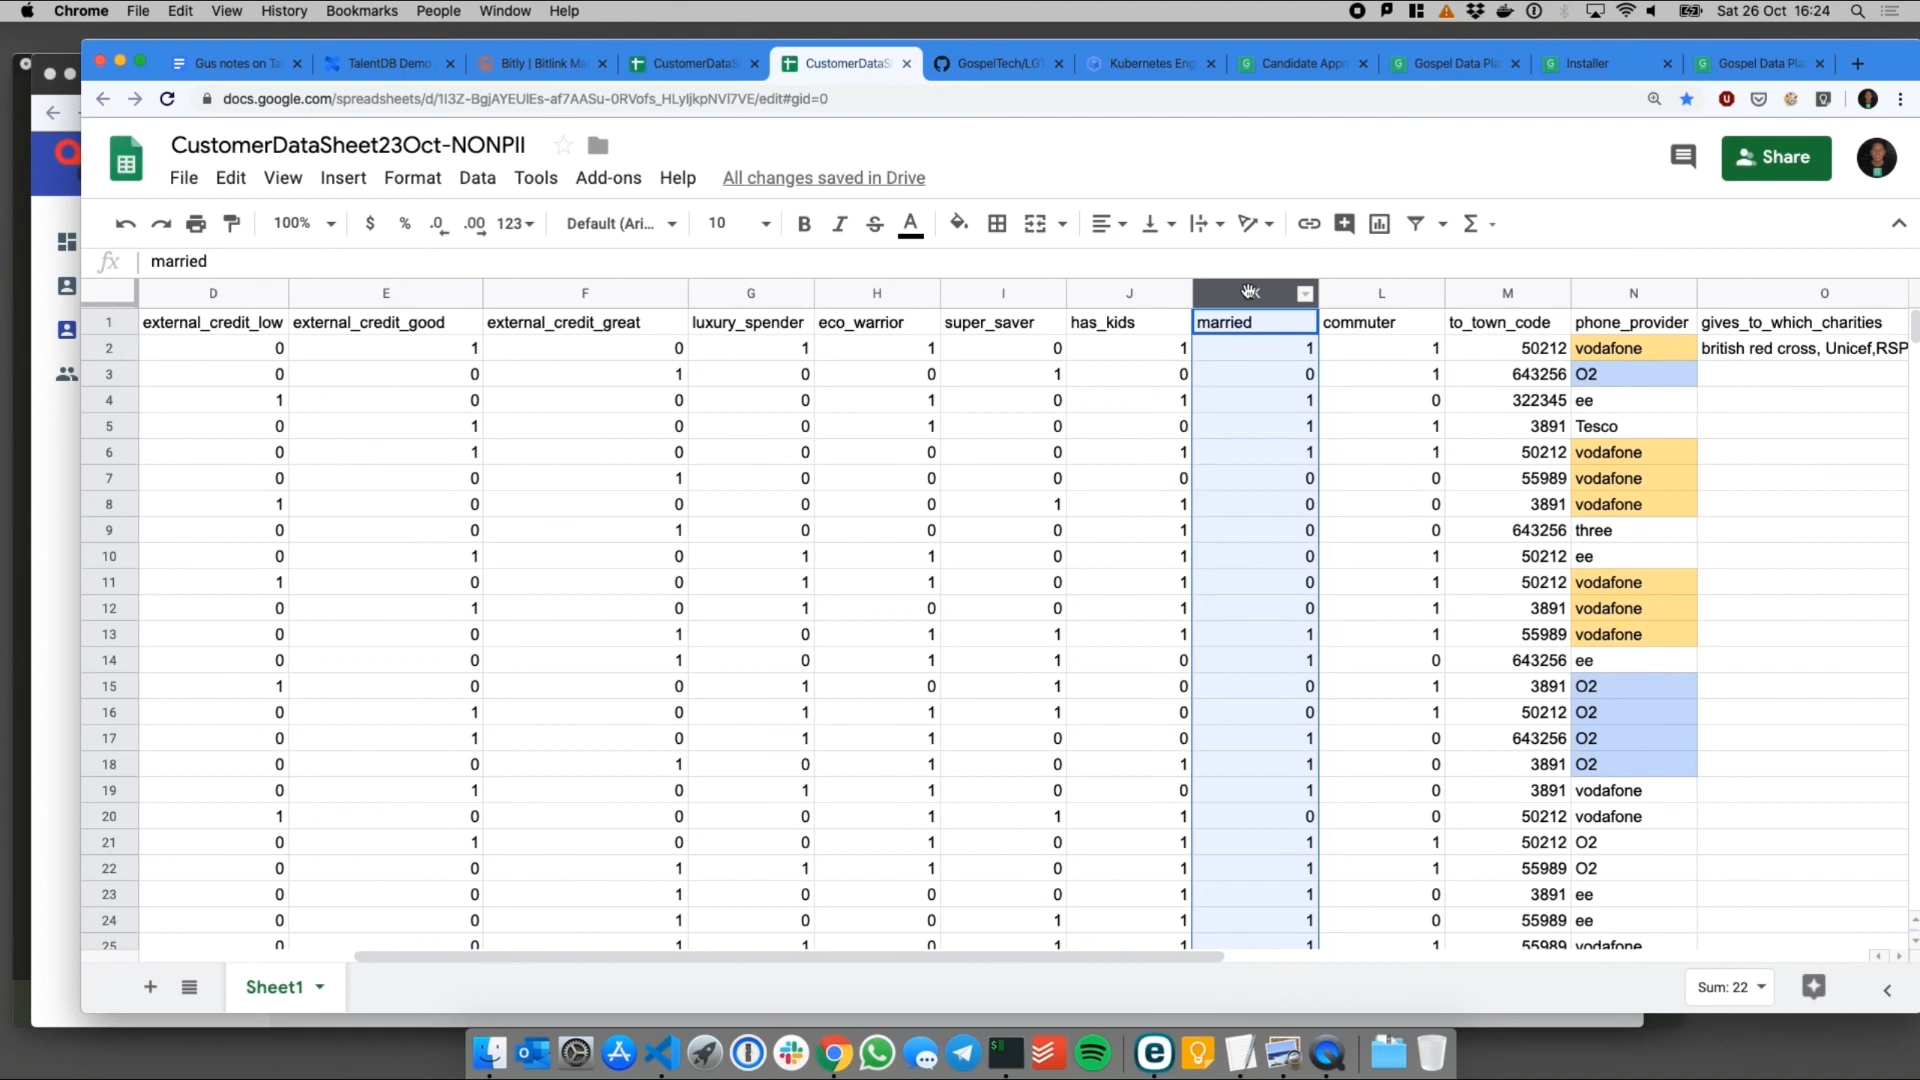 Chrome File Edit View History Bookmarks People Window Help Sat 26 Oct 16:24
Gus notes on Ta TalentDB Demo Bitly | Bitlink Ma CustomerDataS CustomerDataS GospelTech/LGT Kubernetes Eng Candidate Appr Gospel Data Pla Installer Gospel Data Pla
CustomerDataSheet23Oct-NONPII
Share
File Edit View Insert Format Data Tools Add-ons Help All changes saved in Drive
100% $ % .0 .00 123 Default (Ari... 10 B I S A
fx married
D E F G H I J L M N O
1 external_credit_low external_credit_good external_credit_great luxury_spender eco_warrior super_saver has_kids married commuter to_town_code phone_provider gives_to_which_charities
2 0 1 0 1 1 0 1 1 1 50212 vodafone british red cross, Unicef,RSP
3 0 0 1 0 0 1 0 0 1 643256 O2
4 1 0 0 0 1 0 1 1 0 322345 ee
5 0 1 0 0 1 0 0 1 1 3891 Tesco
6 0 1 0 0 0 0 1 1 1 50212 vodafone
7 0 0 1 0 0 0 0 0 0 55989 vodafone
8 1 0 0 0 0 1 1 0 0 3891 vodafone
9 0 0 1 0 0 0 1 0 0 643256 three
10 0 1 0 1 1 0 1 0 1 50212 ee
11 1 0 0 1 1 0 1 0 1 50212 vodafone
12 0 1 0 1 0 0 0 0 1 3891 vodafone
13 0 0 1 0 1 1 1 1 1 55989 vodafone
14 0 0 1 0 1 1 0 1 0 643256 ee
15 1 0 0 1 0 1 0 0 1 3891 O2
16 0 1 0 1 1 1 0 0 1 50212 O2
17 0 1 0 1 1 0 0 1 0 643256 O2
18 0 0 1 0 1 0 1 1 0 3891 O2
19 0 1 0 1 1 0 1 1 0 3891 vodafone
20 1 0 0 0 1 1 1 0 0 50212 vodafone
21 0 1 0 0 1 0 1 1 1 50212 O2
22 0 0 1 1 1 0 1 1 1 55989 O2
23 0 0 1 0 0 0 1 1 0 3891 ee
24 0 0 1 0 0 1 1 1 0 55989 ee
25 0 0 1 1 0 1 1 1 1 55989 vodafone
Sheet1 Sum: 22